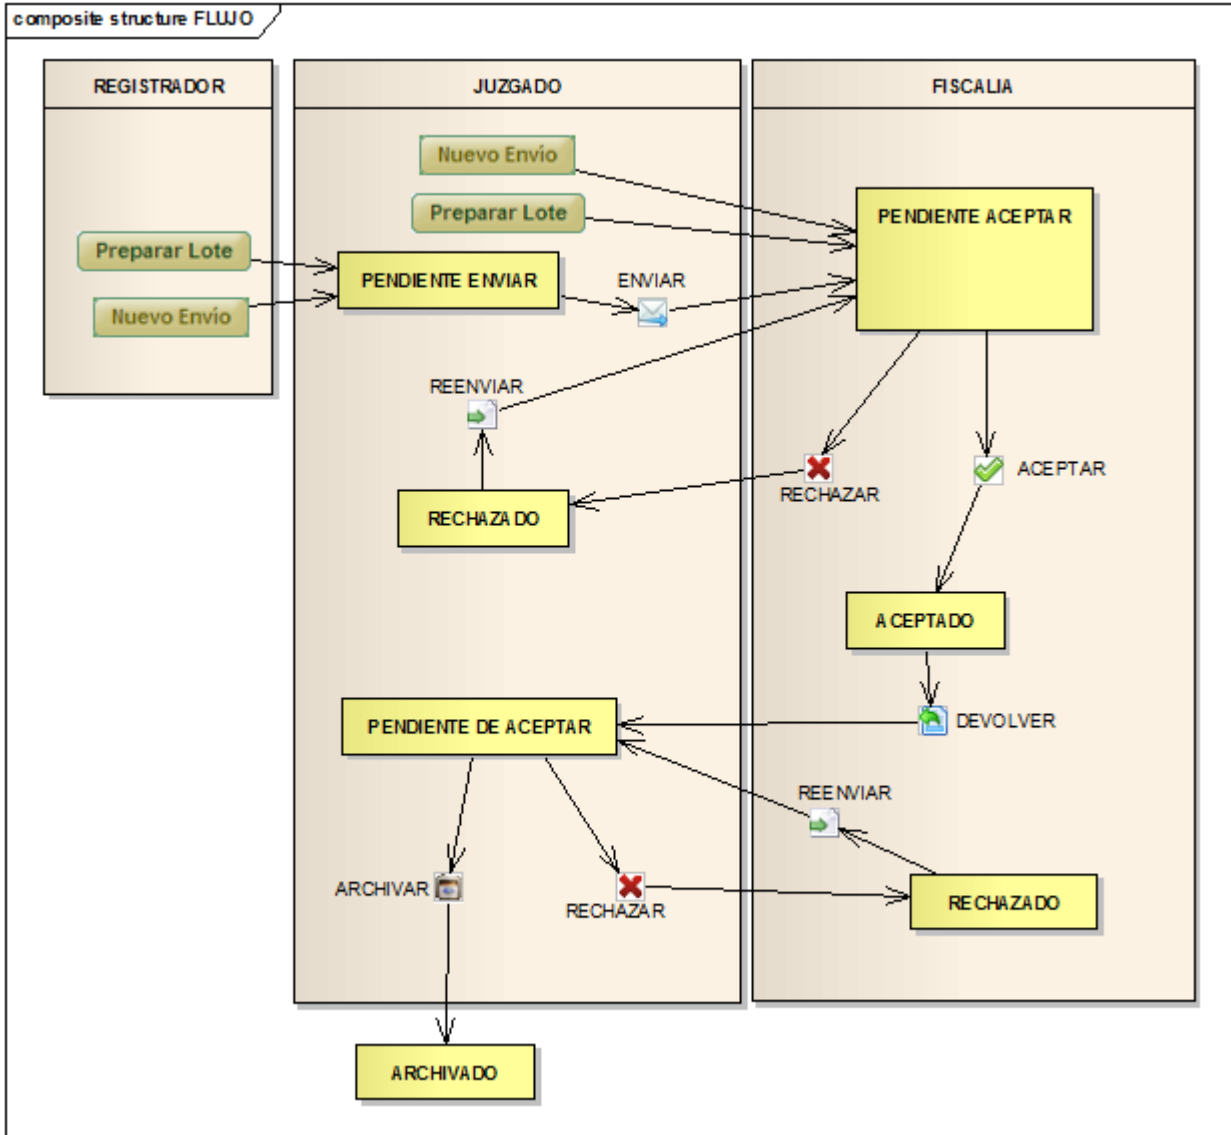 composite structure FLUJO
REGISTRADOR
JUZGADO
FISCALIA
Nuevo Envío
Preparar Lote
PENDIENTE ACEPTAR
Preparar Lote
Nuevo Envío
PENDIENTE ENVIAR
ENVIAR
REENVIAR
RECHAZADO
RECHAZAR
ACEPTAR
ACEPTADO
PENDIENTE DE ACEPTAR
DEVOLVER
REENVIAR
ARCHIVAR
RECHAZAR
RECHAZADO
ARCHIVADO